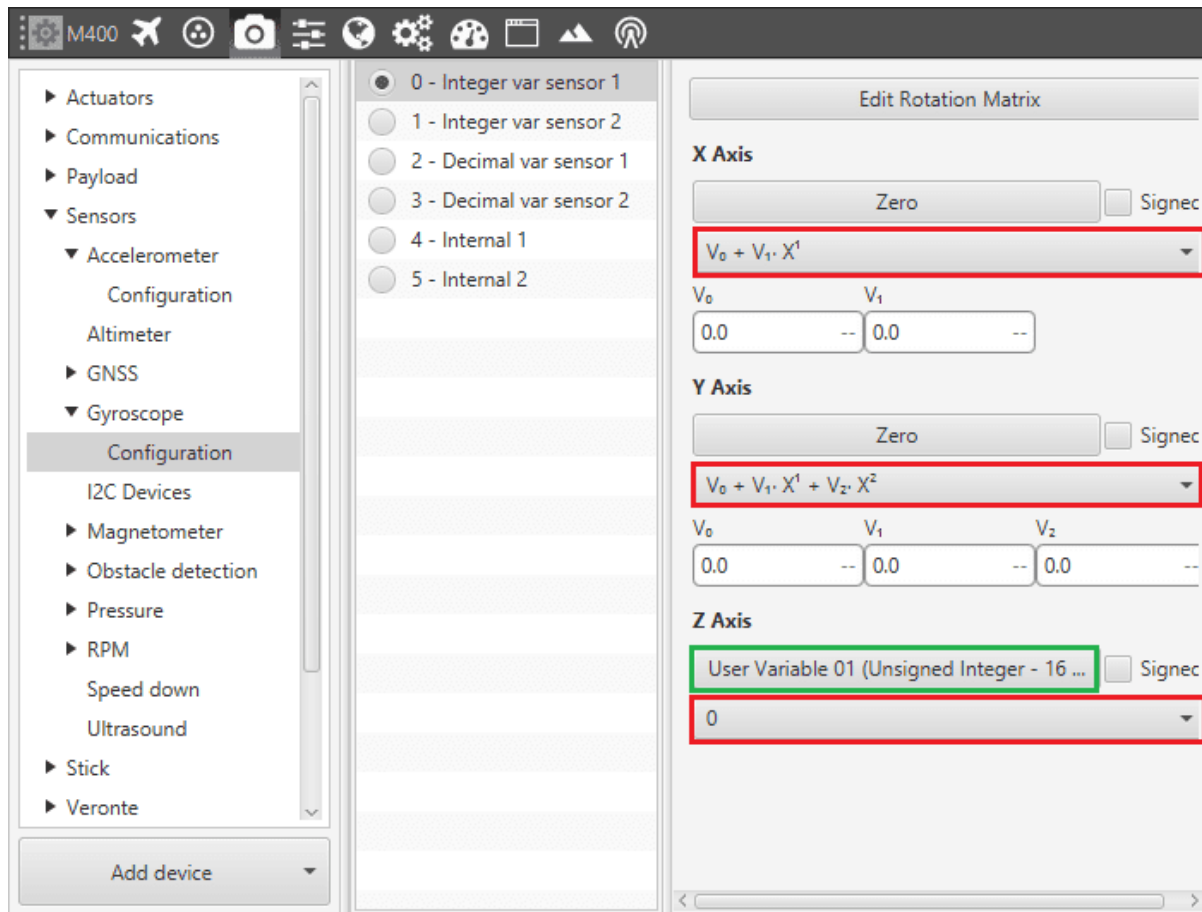 M400
Actuators
Communications
Payload
Sensors
Accelerometer
Configuration
Altimeter
GNSS
Gyroscope
Configuration
I2C Devices
Magnetometer
Obstacle detection
Pressure
RPM
Speed down
Ultrasound
Stick
Veronte
Add device
0 - Integer var sensor 1
1 - Integer var sensor 2
2 - Decimal var sensor 1
3 - Decimal var sensor 2
4 - Internal 1
5 - Internal 2
Edit Rotation Matrix
X Axis
Zero Signec
V₀ + V₁· X¹
V₀ V₁
0.0 -- 0.0 --
Y Axis
Zero Signec
V₀ + V₁· X¹ + V₂· X²
V₀ V₁ V₂
0.0 -- 0.0 -- 0.0 --
Z Axis
User Variable 01 (Unsigned Integer - 16 ... Signec
0